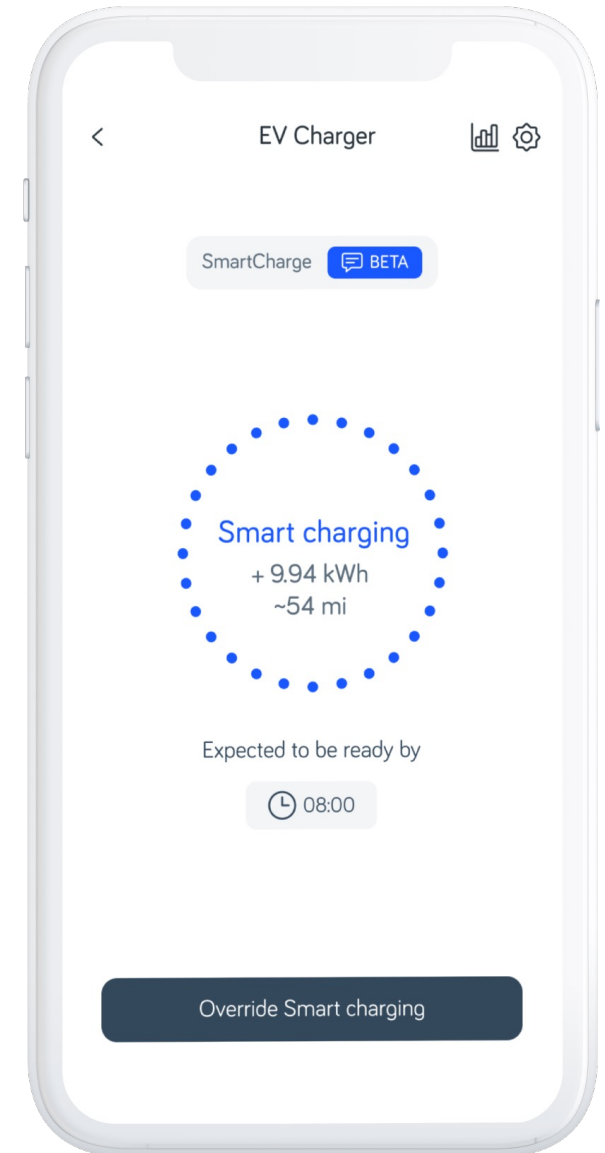 EV Charger
SmartCharge BETA
Smart charging
+ 9.94 kWh
~54 mi
Expected to be ready by
08:00
Override Smart charging